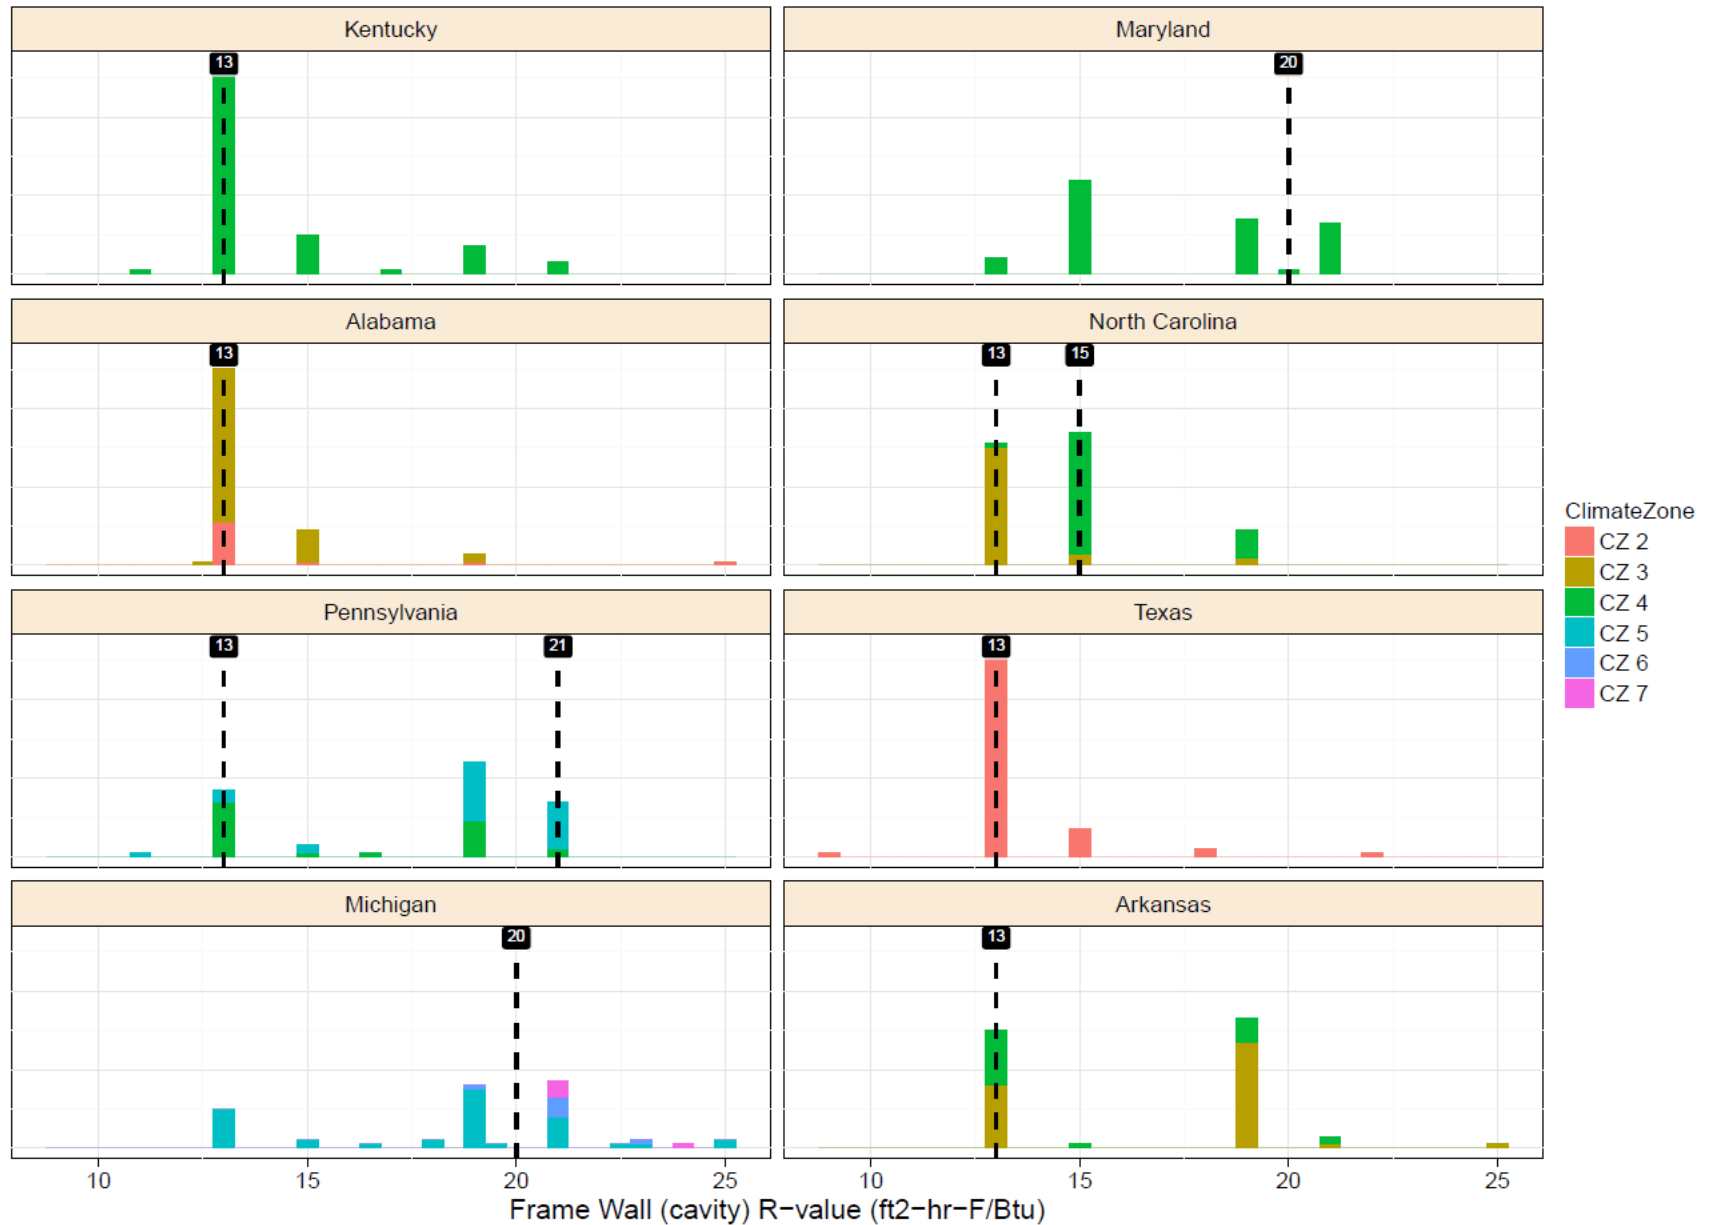 Kentucky
Maryland
13
20
Alabama
North Carolina
13
13
15
Pennsylvania
Texas
13
21
13
Michigan
Arkansas
20
13
ClimateZone
CZ 2
CZ 3
CZ 4
CZ 5
CZ 6
CZ 7
10
15
20
25
10
15
20
25
Frame Wall (cavity) R−value (ft2−hr−F/Btu)